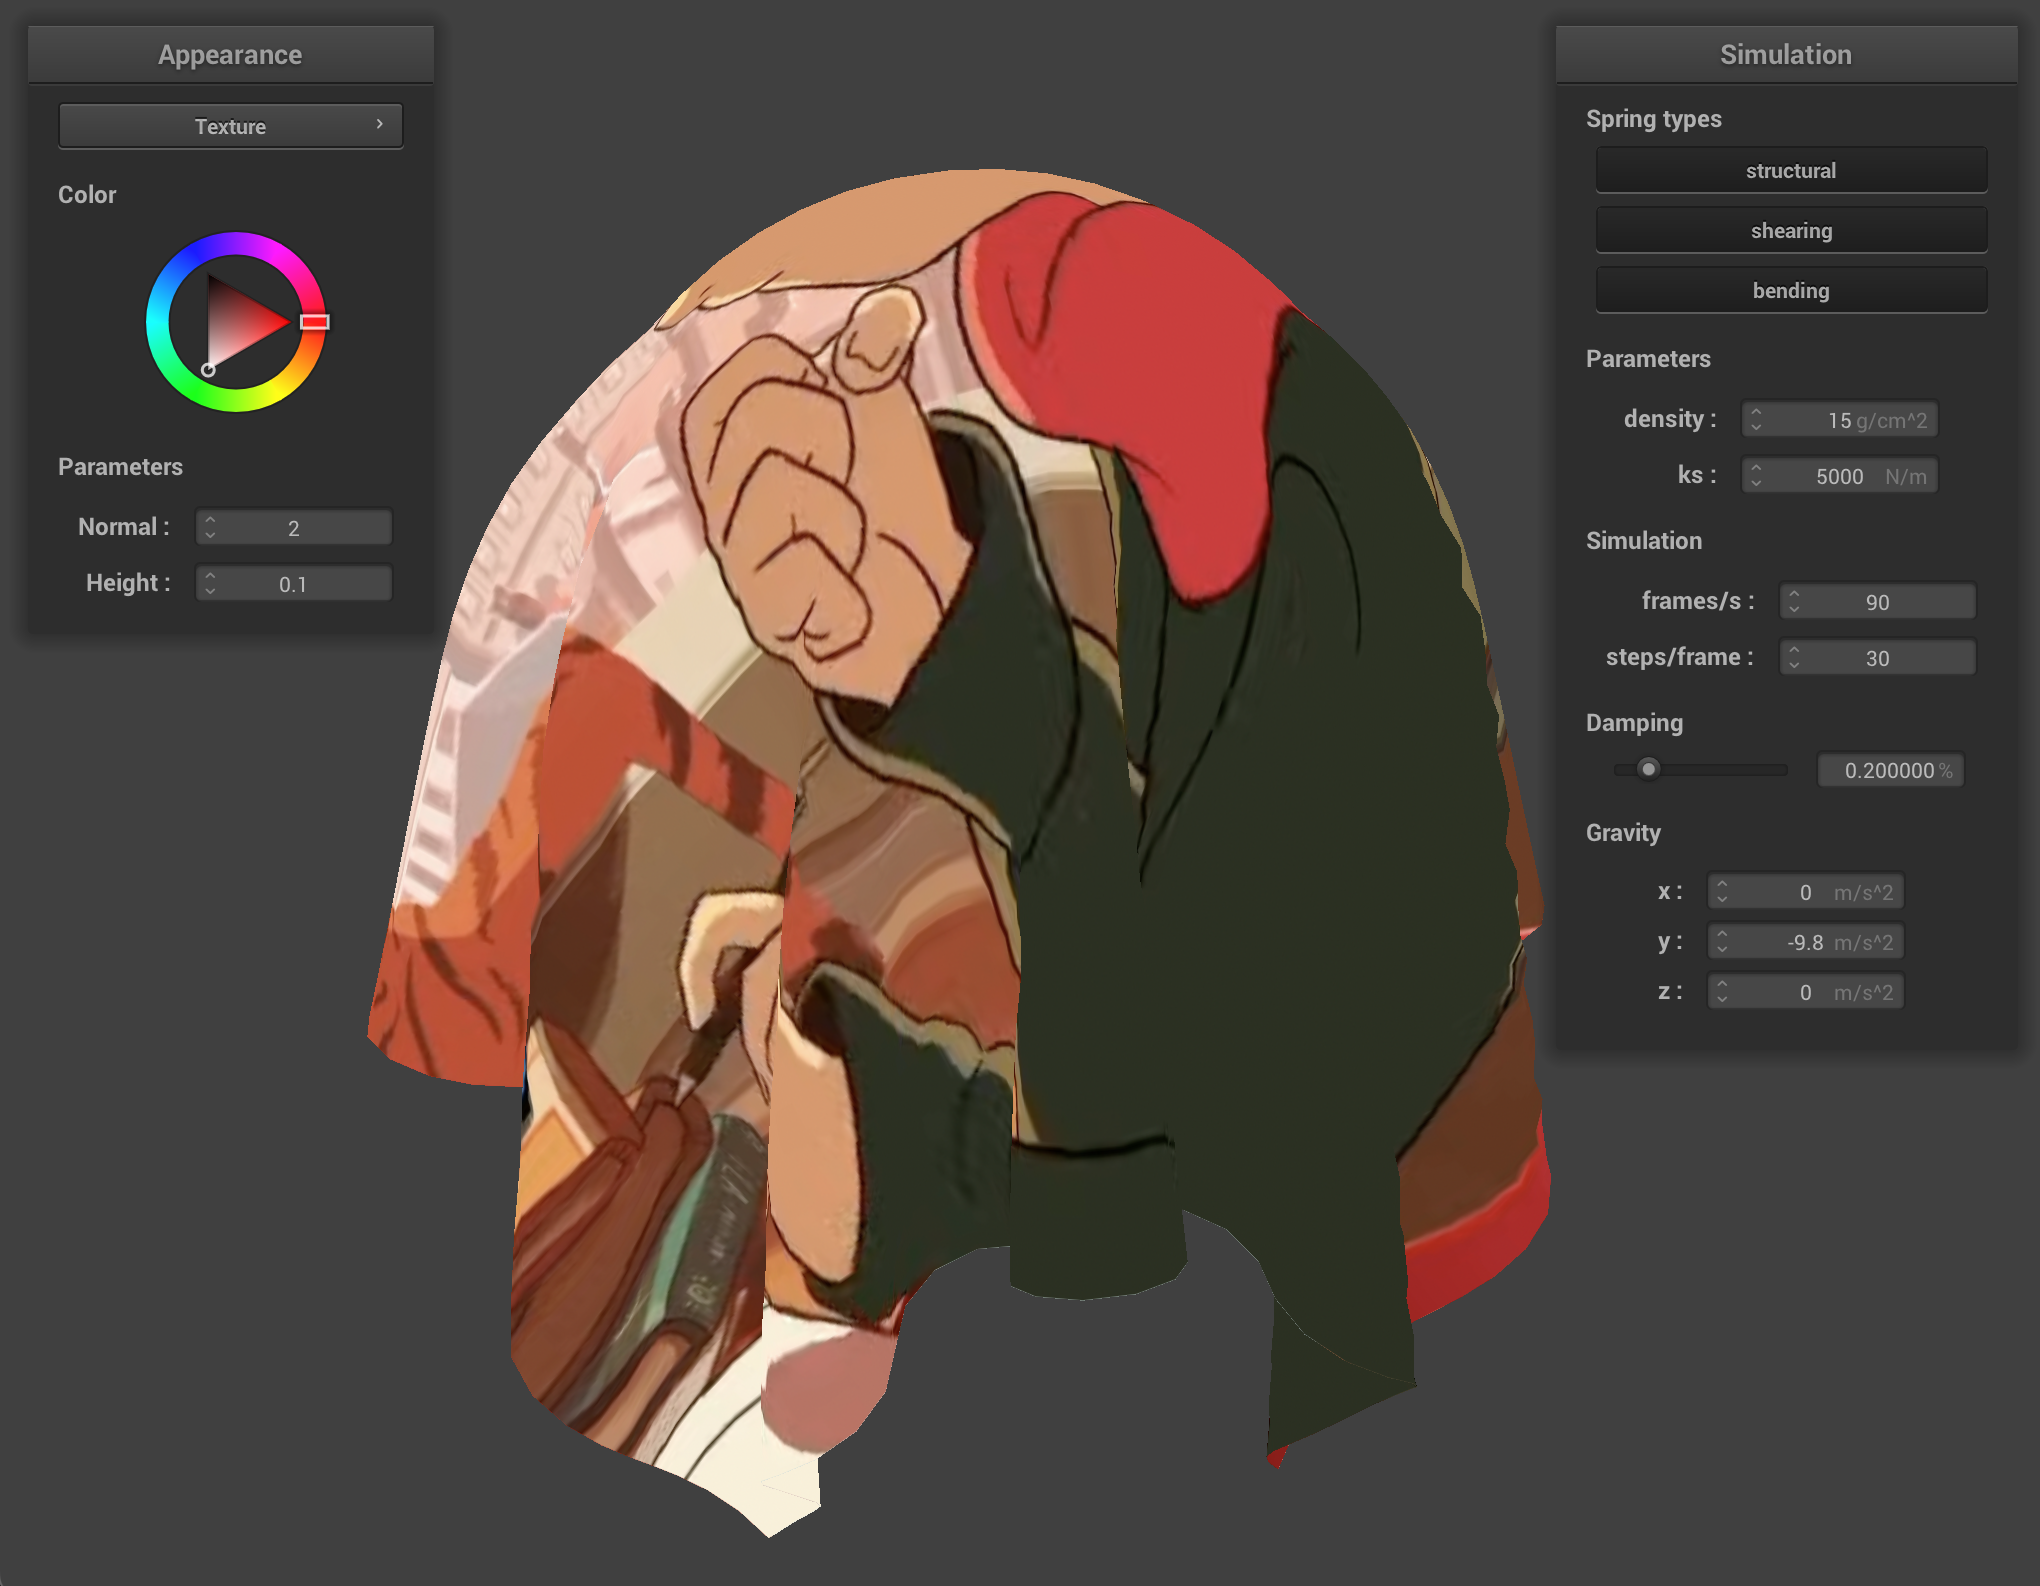 Appearance
Texture
Color
Parameters
Normal : 2
Height : 0.1
Simulation
Spring types
structural
shearing
bending
Parameters
density : 15 g/cm^2
ks : 5000 N/m
Simulation
frames/s : 90
steps/frame : 30
Damping
0.200000 %
Gravity
x : 0 m/s^2
y : -9.8 m/s^2
z : 0 m/s^2